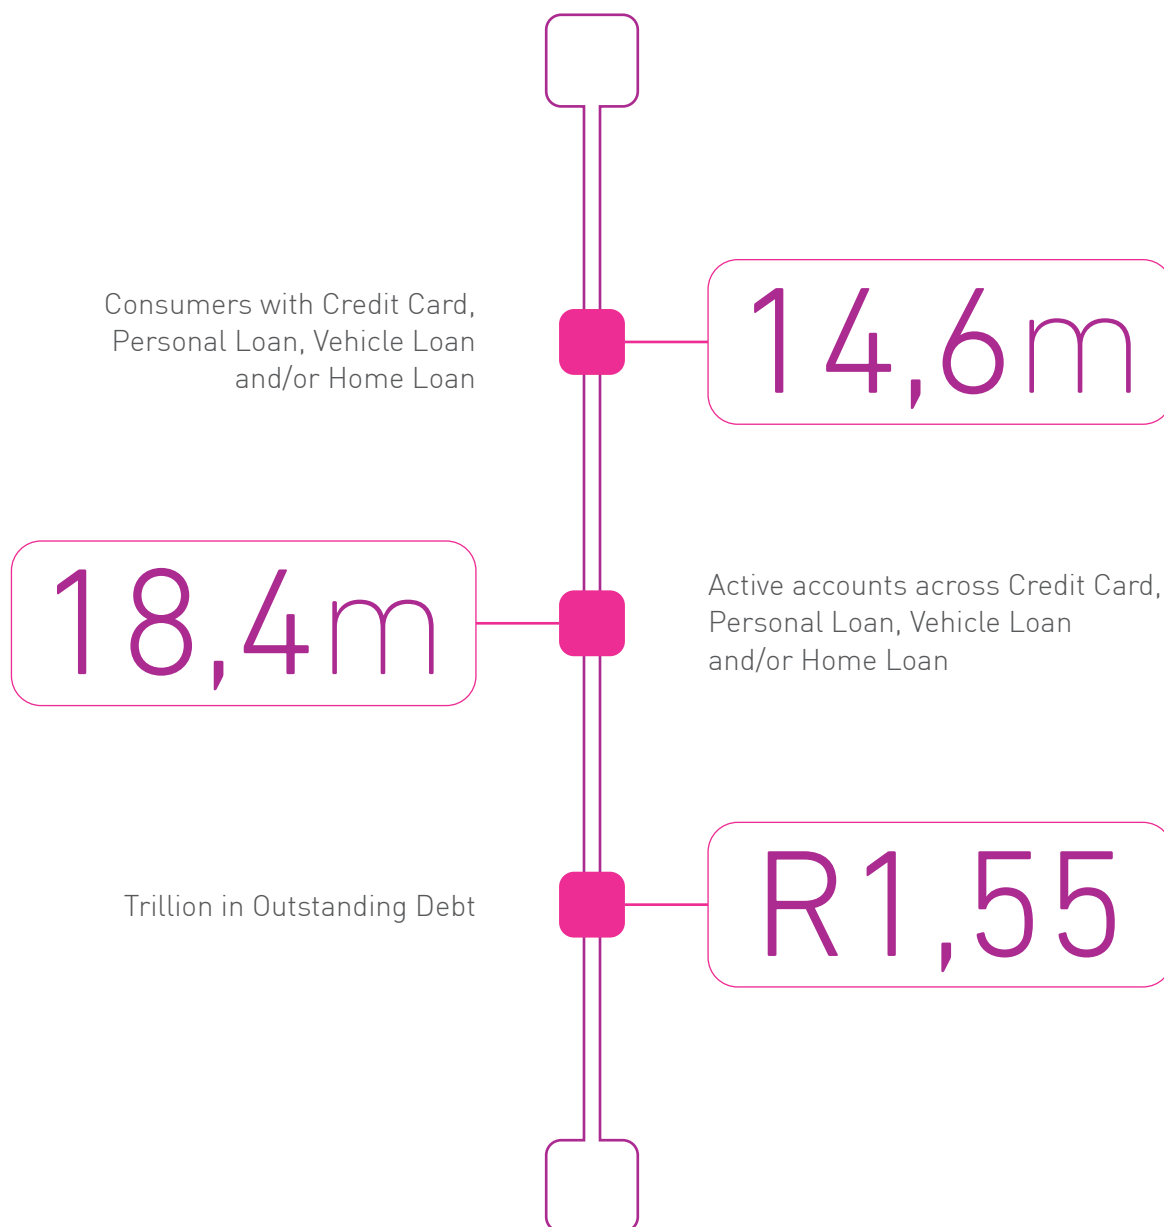 Consumers with Credit Card,
Personal Loan, Vehicle Loan
and/or Home Loan
14,6m
18,4m
Active accounts across Credit Card,
Personal Loan, Vehicle Loan
and/or Home Loan
Trillion in Outstanding Debt
R1,55